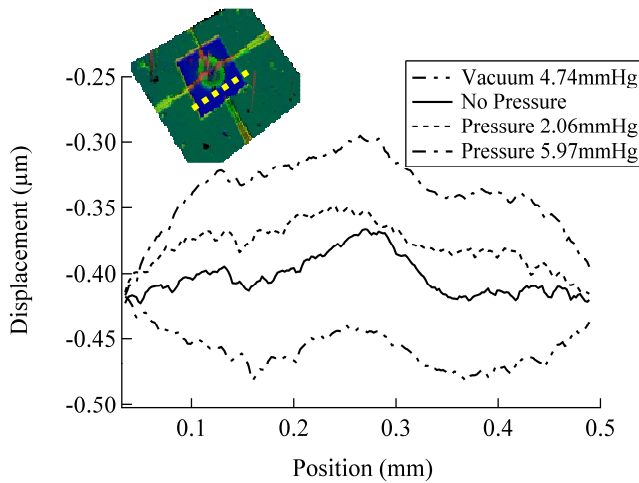 -0.25
-0.30
-0.35
-0.40
-0.45
-0.50
Displacement (μm)
Vacuum 4.74mmHg
No Pressure
Pressure 2.06mmHg
Pressure 5.97mmHg
0.1 0.2 0.3 0.4 0.5
Position (mm)